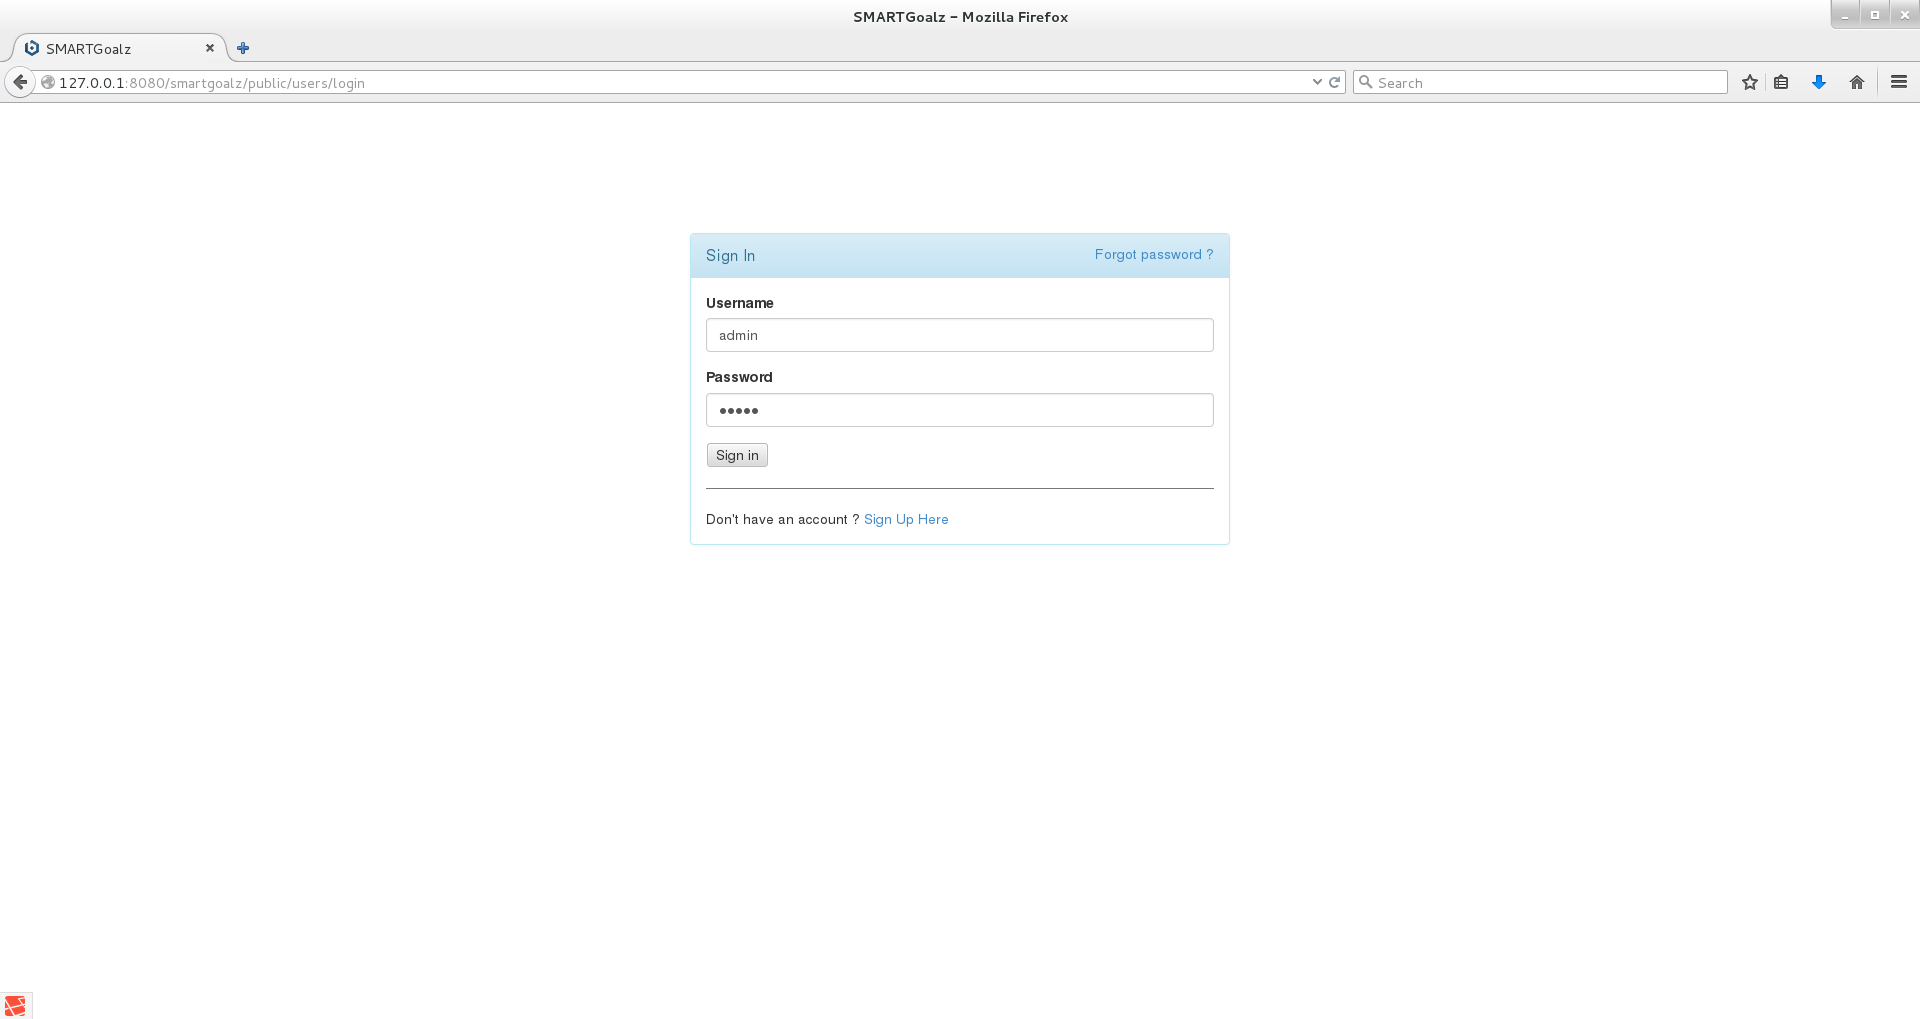 SMARTGoalz - Mozilla Firefox
SMARTGoalz
127.0.0.1:8080/smartgoalz/public/users/login
Search
Sign In
Forgot password ?
Username
admin
Password
•••••
Sign in
Don't have an account ? Sign Up Here